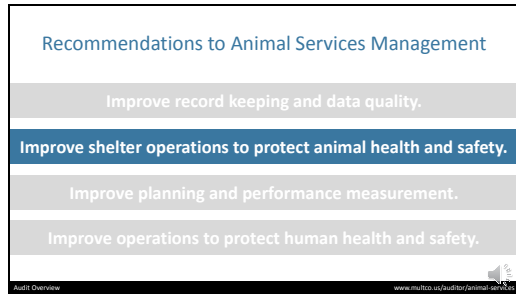 Recommendations to Animal Services Management
Improve record keeping and data quality.
Improve shelter operations to protect animal health and safety.
Improve planning and performance measurement.
Improve operations to protect human health and safety.
Audit Overview
www.multco.us/auditor/animal-services